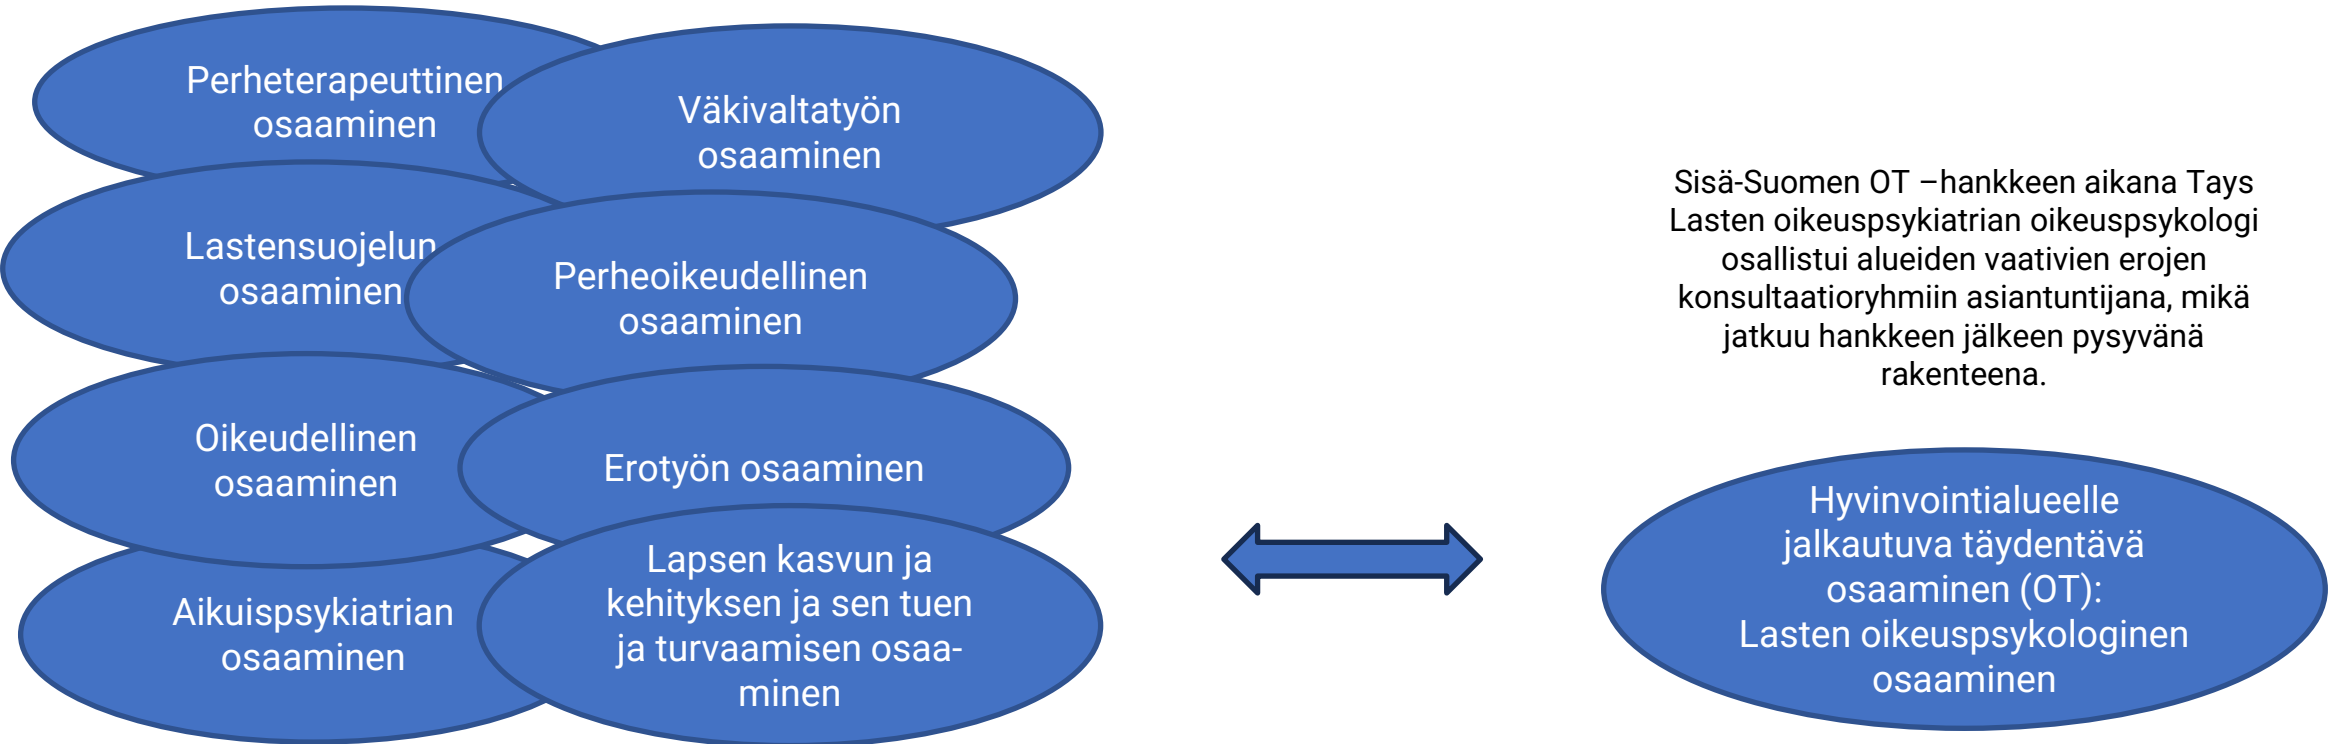 Perheterapeuttinen
osaaminen
Väkivaltatyön
osaaminen
Lastensuojelun
osaaminen
Perheoikeudellinen
osaaminen
Oikeudellinen
osaaminen
Erotyön osaaminen
Aikuispsykiatrian
osaaminen
Lapsen kasvun ja
kehityksen ja sen tuen
ja turvaamisen osaa-
minen
Sisä-Suomen OT –hankkeen aikana Tays
Lasten oikeuspsykiatrian oikeuspsykologi
osallistui alueiden vaativien erojen
konsultaatioryhmiin asiantuntijana, mikä
jatkuu hankkeen jälkeen pysyvänä
rakenteena.
Hyvinvointialueelle
jalkautuva täydentävä
osaaminen (OT):
Lasten oikeuspsykologinen
osaaminen